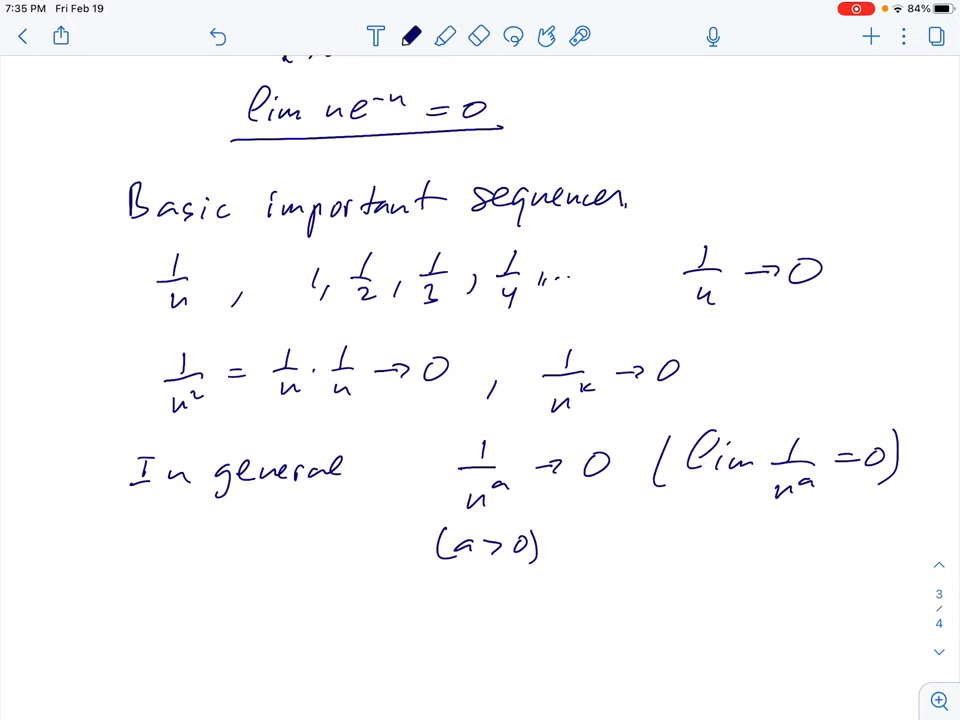 7:35 PM Fri Feb 19 84%
lim ne^{-n} = 0
Basic important sequences.
1/n , 1, 1/2, 1/3, 1/4, ... 1/n → 0
1/n² = 1/n · 1/n → 0 , 1/n^k → 0
In general 1/n^a → 0 (lim 1/n^a = 0)
(a > 0)
3
/
4